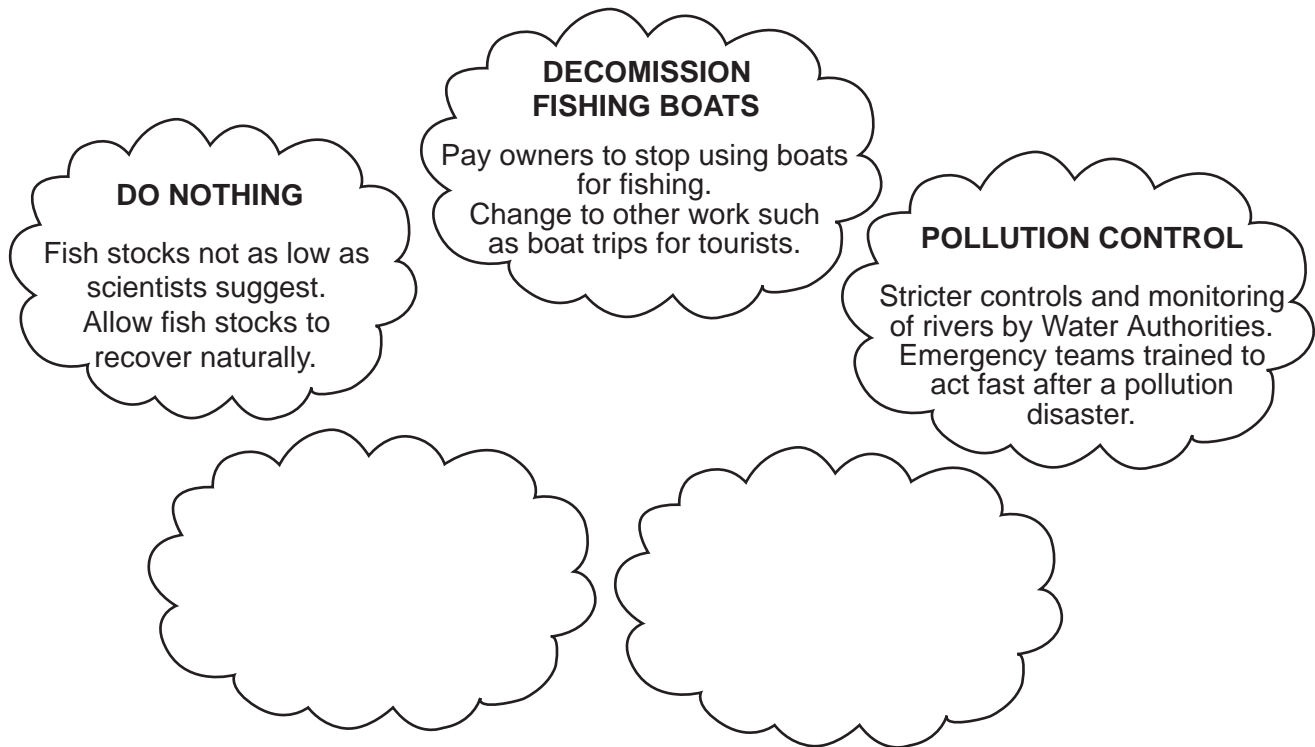 DO NOTHING
Fish stocks not as low as
scientists suggest.
Allow fish stocks to
recover naturally.
DECOMISSION
FISHING BOATS
Pay owners to stop using boats
for fishing.
Change to other work such
as boat trips for tourists.
POLLUTION CONTROL
Stricter controls and monitoring
of rivers by Water Authorities.
Emergency teams trained to
act fast after a pollution
disaster.